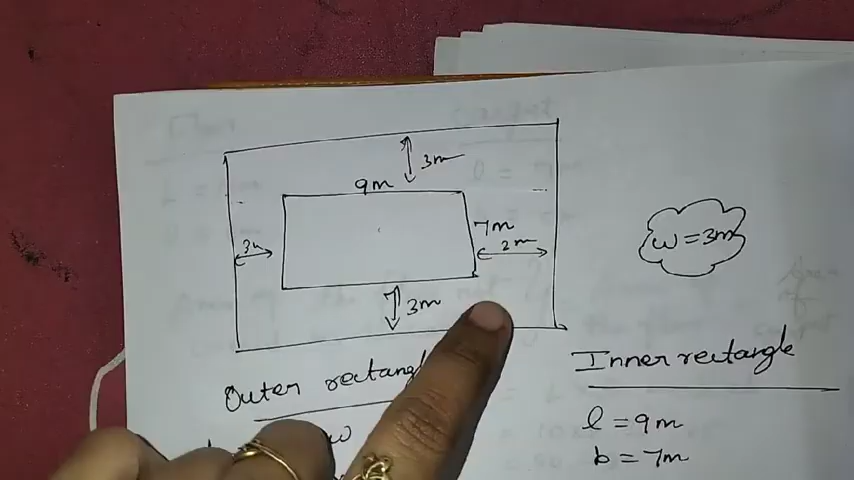 3m
9m
7m
3m
2m
w=3m
3m
Outer rectang
Inner rectangle
l = 9m
w
b = 7m